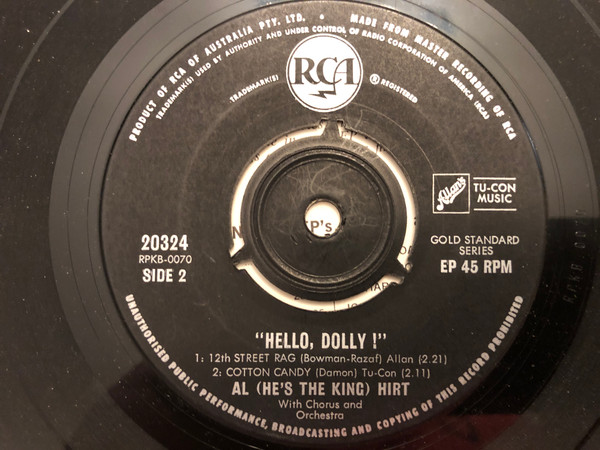 PRODUCT OF RCA OF AUSTRALIA PTY. LTD. • MADE FROM MASTER RECORDING OF RCA
TRADEMARK(S) USED BY AUTHORITY AND UNDER CONTROL OF RADIO CORPORATION OF AMERICA (RCA)
TRADEMARK(S)
RCA
® REGISTERED
Allan's
TU-CON
MUSIC
P's
20324
RPKB-0070
SIDE 2
GOLD STANDARD
SERIES
EP 45 RPM
"HELLO, DOLLY !"
1: 12th STREET RAG (Bowman-Razaf) Allan (2.21)
2: COTTON CANDY (Damon) Tu-Con (2.11)
AL (HE'S THE KING) HIRT
With Chorus and
Orchestra
UNAUTHORISED PUBLIC PERFORMANCE, BROADCASTING AND COPYING OF THIS RECORD PROHIBITED